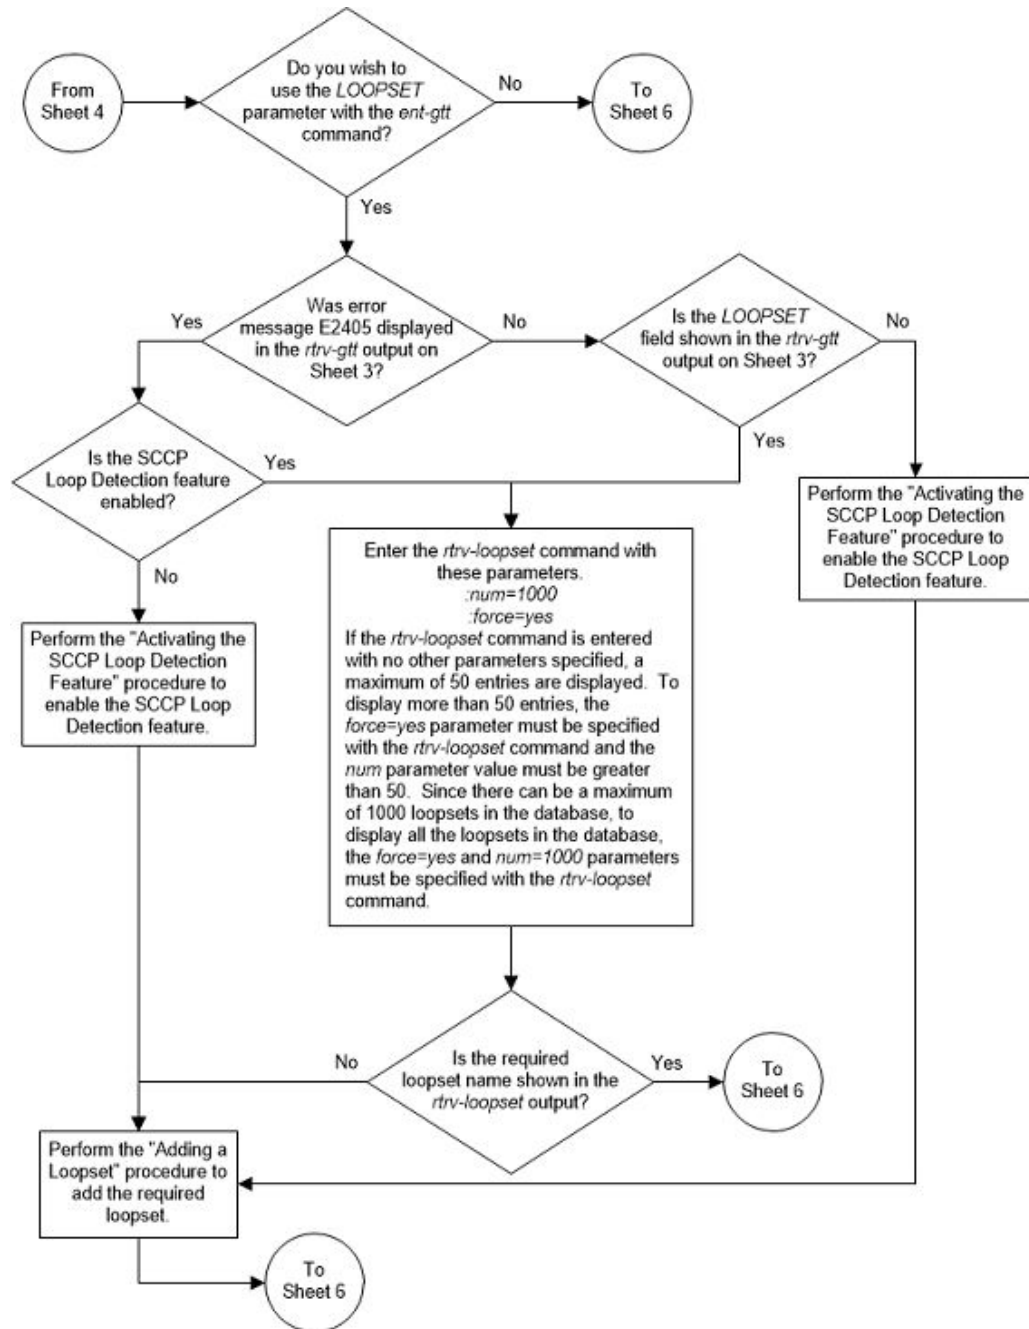 From
Sheet 4
Do you wish to
use the LOOPSET
parameter with the ent-gtt
command?
No
To
Sheet 6
Yes
Was error
message E2405 displayed
in the rtrv-gtt output on
Sheet 3?
Yes
No
Is the LOOPSET
field shown in the rtrv-gtt
output on Sheet 3?
No
Yes
Is the SCCP
Loop Detection feature
enabled?
Yes
No
Perform the "Activating the
SCCP Loop Detection
Feature" procedure to
enable the SCCP Loop
Detection feature.
Enter the rtrv-loopset command with
these parameters.
:num=1000
:force=yes
If the rtrv-loopset command is entered
with no other parameters specified, a
maximum of 50 entries are displayed. To
display more than 50 entries, the
force=yes parameter must be specified
with the rtrv-loopset command and the
num parameter value must be greater
than 50. Since there can be a maximum
of 1000 loopsets in the database, to
display all the loopsets in the database,
the force=yes and num=1000 parameters
must be specified with the rtrv-loopset
command.
Perform the "Activating the
SCCP Loop Detection
Feature" procedure to
enable the SCCP Loop
Detection feature.
Is the required
loopset name shown in the
rtrv-loopset output?
No
Yes
To
Sheet 6
Perform the "Adding a
Loopset" procedure to
add the required
loopset.
To
Sheet 6